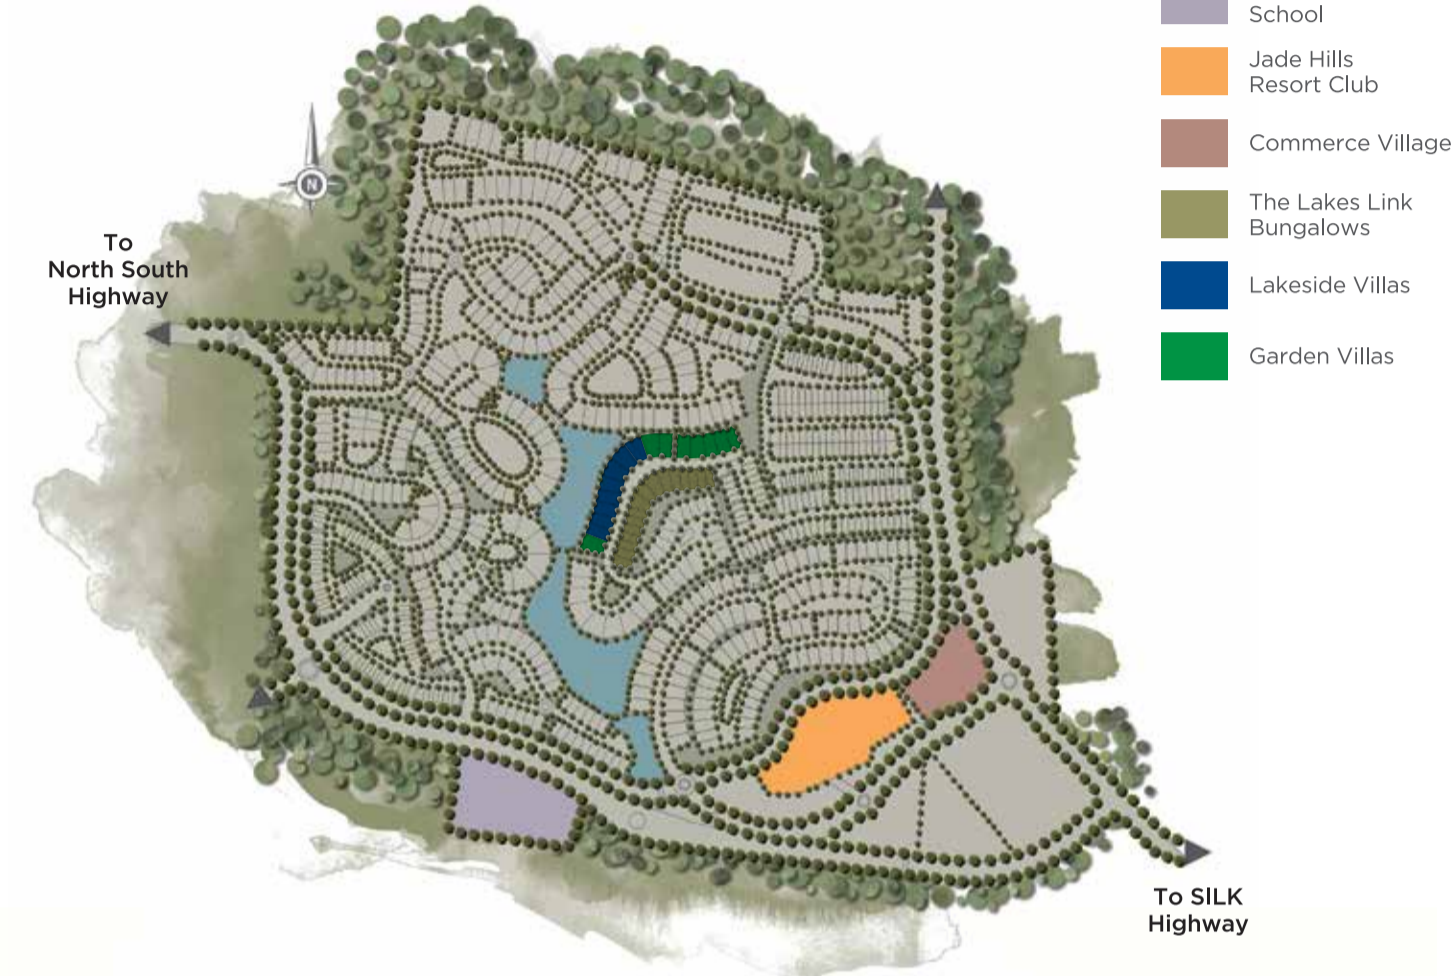 School
Jade Hills
Resort Club
Commerce Village
The Lakes Link
Bungalows
Lakeside Villas
Garden Villas
N
To
North South
Highway
To SILK
Highway